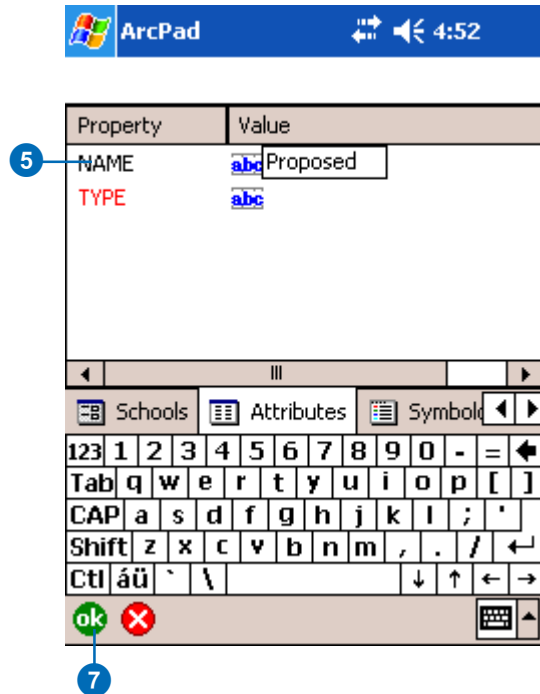 ArcPad 4:52
Property Value
5 NAME abc Proposed
TYPE abc
Schools Attributes Symbolo
123 1 2 3 4 5 6 7 8 9 0 - =
Tab q w e r t y u i o p [ ]
CAP a s d f g h j k l ; '
Shift z x c v b n m , . /
Ctl áü ` \
ok
7